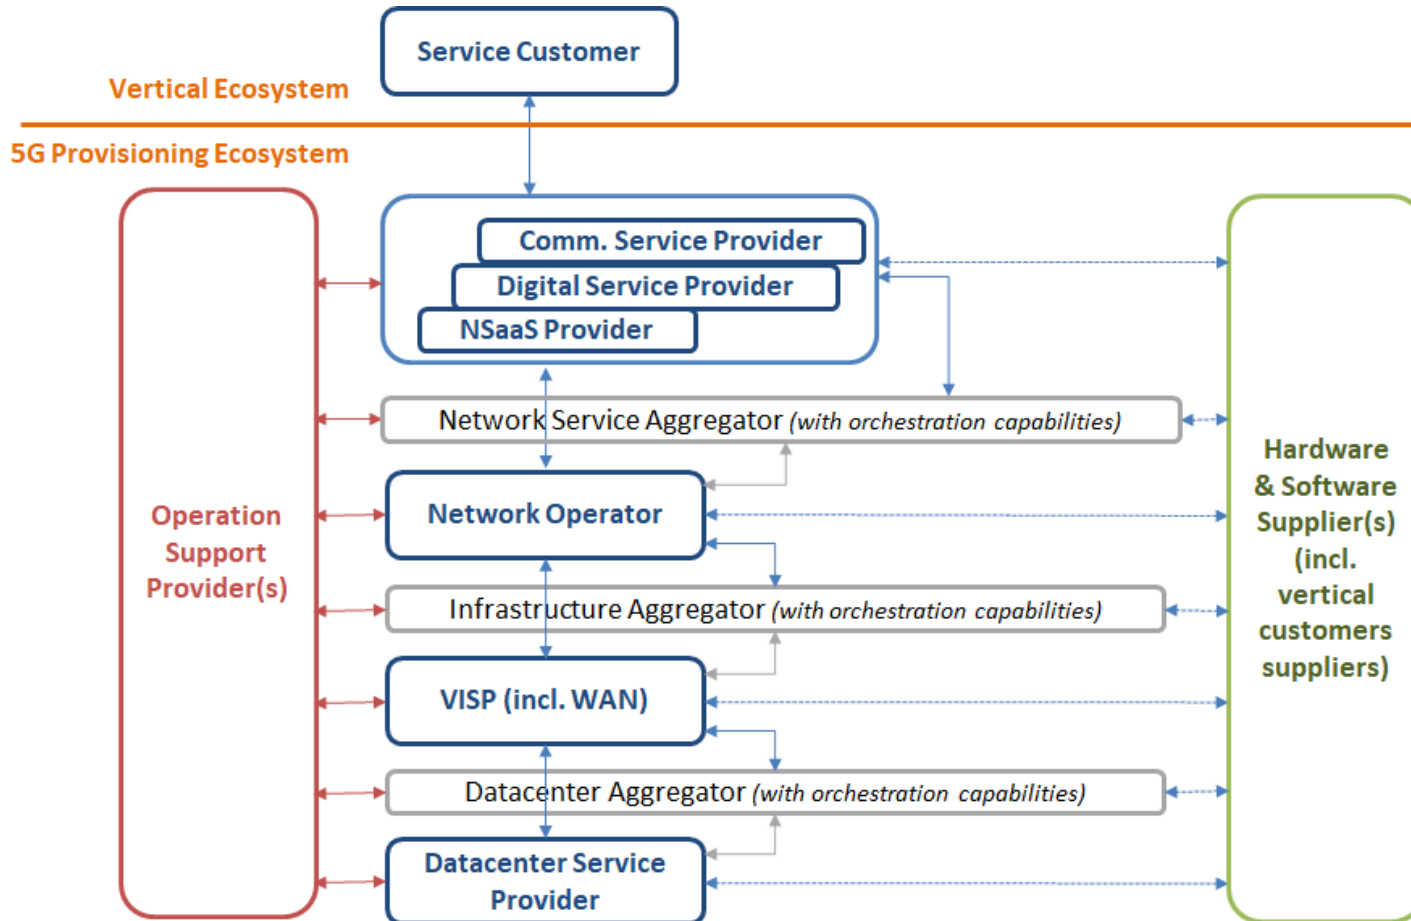 Service Customer
Vertical Ecosystem
5G Provisioning Ecosystem
Comm. Service Provider
Digital Service Provider
NSaaS Provider
Network Service Aggregator (with orchestration capabilities)
Network Operator
Operation
Support
Provider(s)
Hardware
& Software
Supplier(s)
(incl.
vertical
customers
suppliers)
Infrastructure Aggregator (with orchestration capabilities)
VISP (incl. WAN)
Datacenter Aggregator (with orchestration capabilities)
Datacenter Service
Provider